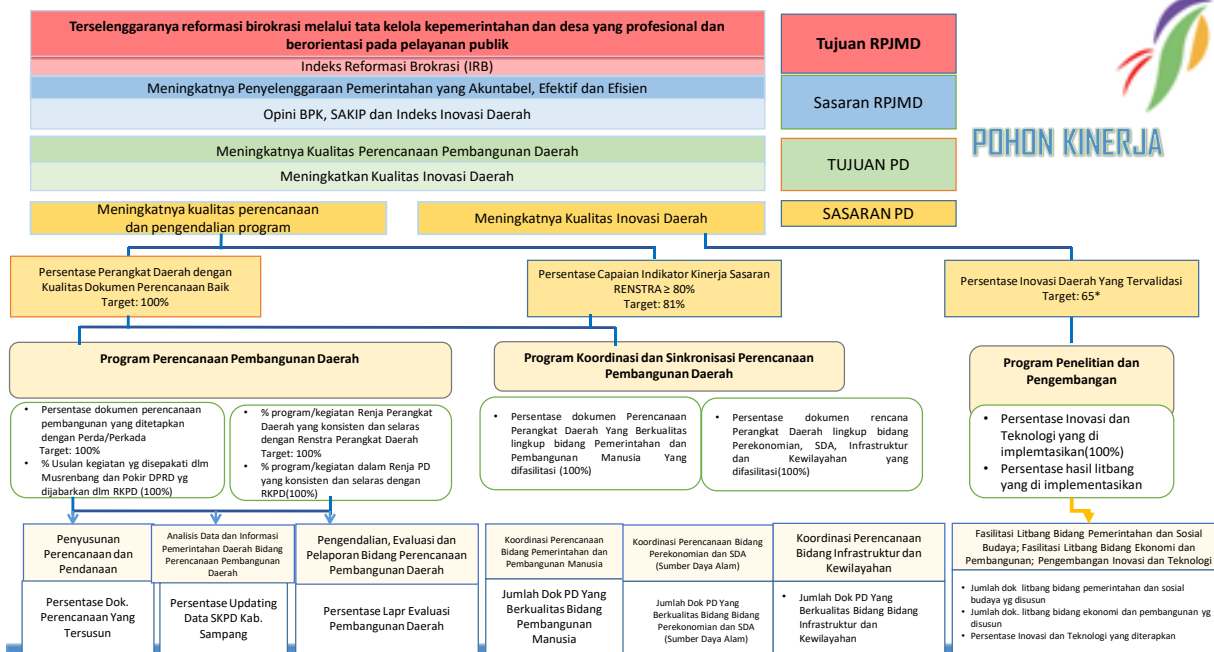 Terselenggaranya reformasi birokrasi melalui tata kelola kepemerintahan dan desa yang profesional dan
berorientasi pada pelayanan publik
Indeks Reformasi Brokrasi (IRB)
Meningkatnya Penyelenggaraan Pemerintahan yang Akuntabel, Efektif dan Efisien
Opini BPK, SAKIP dan Indeks Inovasi Daerah
Meningkatnya Kualitas Perencanaan Pembangunan Daerah
Meningkatkan Kualitas Inovasi Daerah
Tujuan RPJMD
Sasaran RPJMD
TUJUAN PD
SASARAN PD
POHON KINERJA
Meningkatnya kualitas perencanaan
dan pengendalian program
Meningkatnya Kualitas Inovasi Daerah
Persentase Perangkat Daerah dengan
Kualitas Dokumen Perencanaan Baik
Target: 100%
Persentase Capaian Indikator Kinerja Sasaran
RENSTRA ≥ 80%
Target: 81%
Persentase Inovasi Daerah Yang Tervalidasi
Target: 65*
Program Perencanaan Pembangunan Daerah
Program Koordinasi dan Sinkronisasi Perencanaan
Pembangunan Daerah
Program Penelitian dan
Pengembangan
• Persentase dokumen perencanaan
pembangunan yang ditetapkan
dengan Perda/Perkada
Target: 100%
• % Usulan kegiatan yg disepakati dlm
Musrenbang dan Pokir DPRD yg
dijabarkan dlm RKPD (100%)
• % program/kegiatan Renja Perangkat
Daerah yang konsisten dan selaras
dengan Renstra Perangkat Daerah
Target: 100%
• % program/kegiatan dalam Renja PD
yang konsisten dan selaras dengan
RKPD(100%)
• Persentase dokumen Perencanaan
Perangkat Daerah Yang Berkualitas
lingkup bidang Pemerintahan dan
Pembangunan Manusia Yang
difasilitasi (100%)
• Persentase dokumen rencana
Perangkat Daerah lingkup bidang
Perekonomian, SDA, Infrastruktur
dan Kewilayahan yang
difasilitasi(100%)
• Persentase Inovasi dan
Teknologi yang di
implemtasikan(100%)
• Persentase hasil litbang
yang di implementasikan
Penyusunan
Perencanaan dan
Pendanaan
Analisis Data dan Informasi
Pemerintahan Daerah Bidang
Perencanaan Pembangunan
Daerah
Pengendalian, Evaluasi dan
Pelaporan Bidang Perencanaan
Pembangunan Daerah
Koordinasi Perencanaan
Bidang Pemerintahan dan
Pembangunan Manusia
Koordinasi Perencanaan Bidang
Perekonomian dan SDA
(Sumber Daya Alam)
Koordinasi Perencanaan
Bidang Infrastruktur dan
Kewilayahan
Fasilitasi Litbang Bidang Pemerintahan dan Sosial
Budaya; Fasilitasi Litbang Bidang Ekonomi dan
Pembangunan; Pengembangan Inovasi dan Teknologi
Persentase Dok.
Perencanaan Yang
Tersusun
Persentase Updating
Data SKPD Kab.
Sampang
Persentase Lapr Evaluasi
Pembangunan Daerah
Jumlah Dok PD Yang
Berkualitas Bidang
Pembangunan
Manusia
Jumlah Dok PD Yang
Berkualitas Bidang Bidang
Perekonomian dan SDA
(Sumber Daya Alam)
• Jumlah Dok PD Yang
Berkualitas Bidang Bidang
Infrastruktur dan
Kewilayahan
• Jumlah dok litbang bidang pemerintahan dan sosial
budaya yg disusun
• Jumlah dok. litbang bidang ekonomi dan pembangunan yg
disusun
• Persentase Inovasi dan Teknologi yang diterapkan